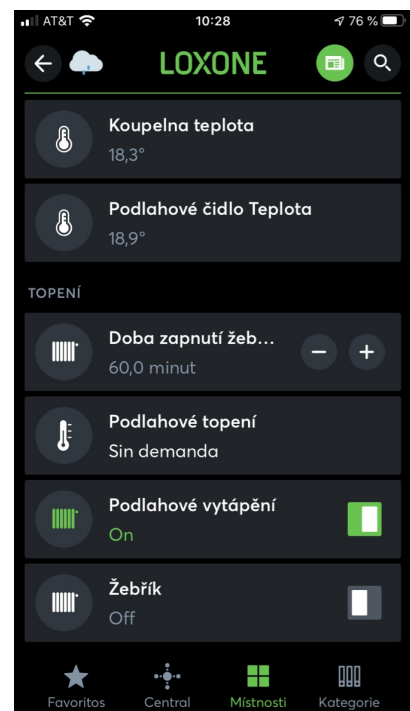 AT&T 10:28 76 %
LOXONE
Koupelna teplota
18,3°
Podlahové čidlo Teplota
18,9°
TOPENÍ
Doba zapnutí žeb...
60,0 minut
Podlahové topení
Sin demanda
Podlahové vytápění
On
Žebřík
Off
Favoritos Central Místnosti Kategorie